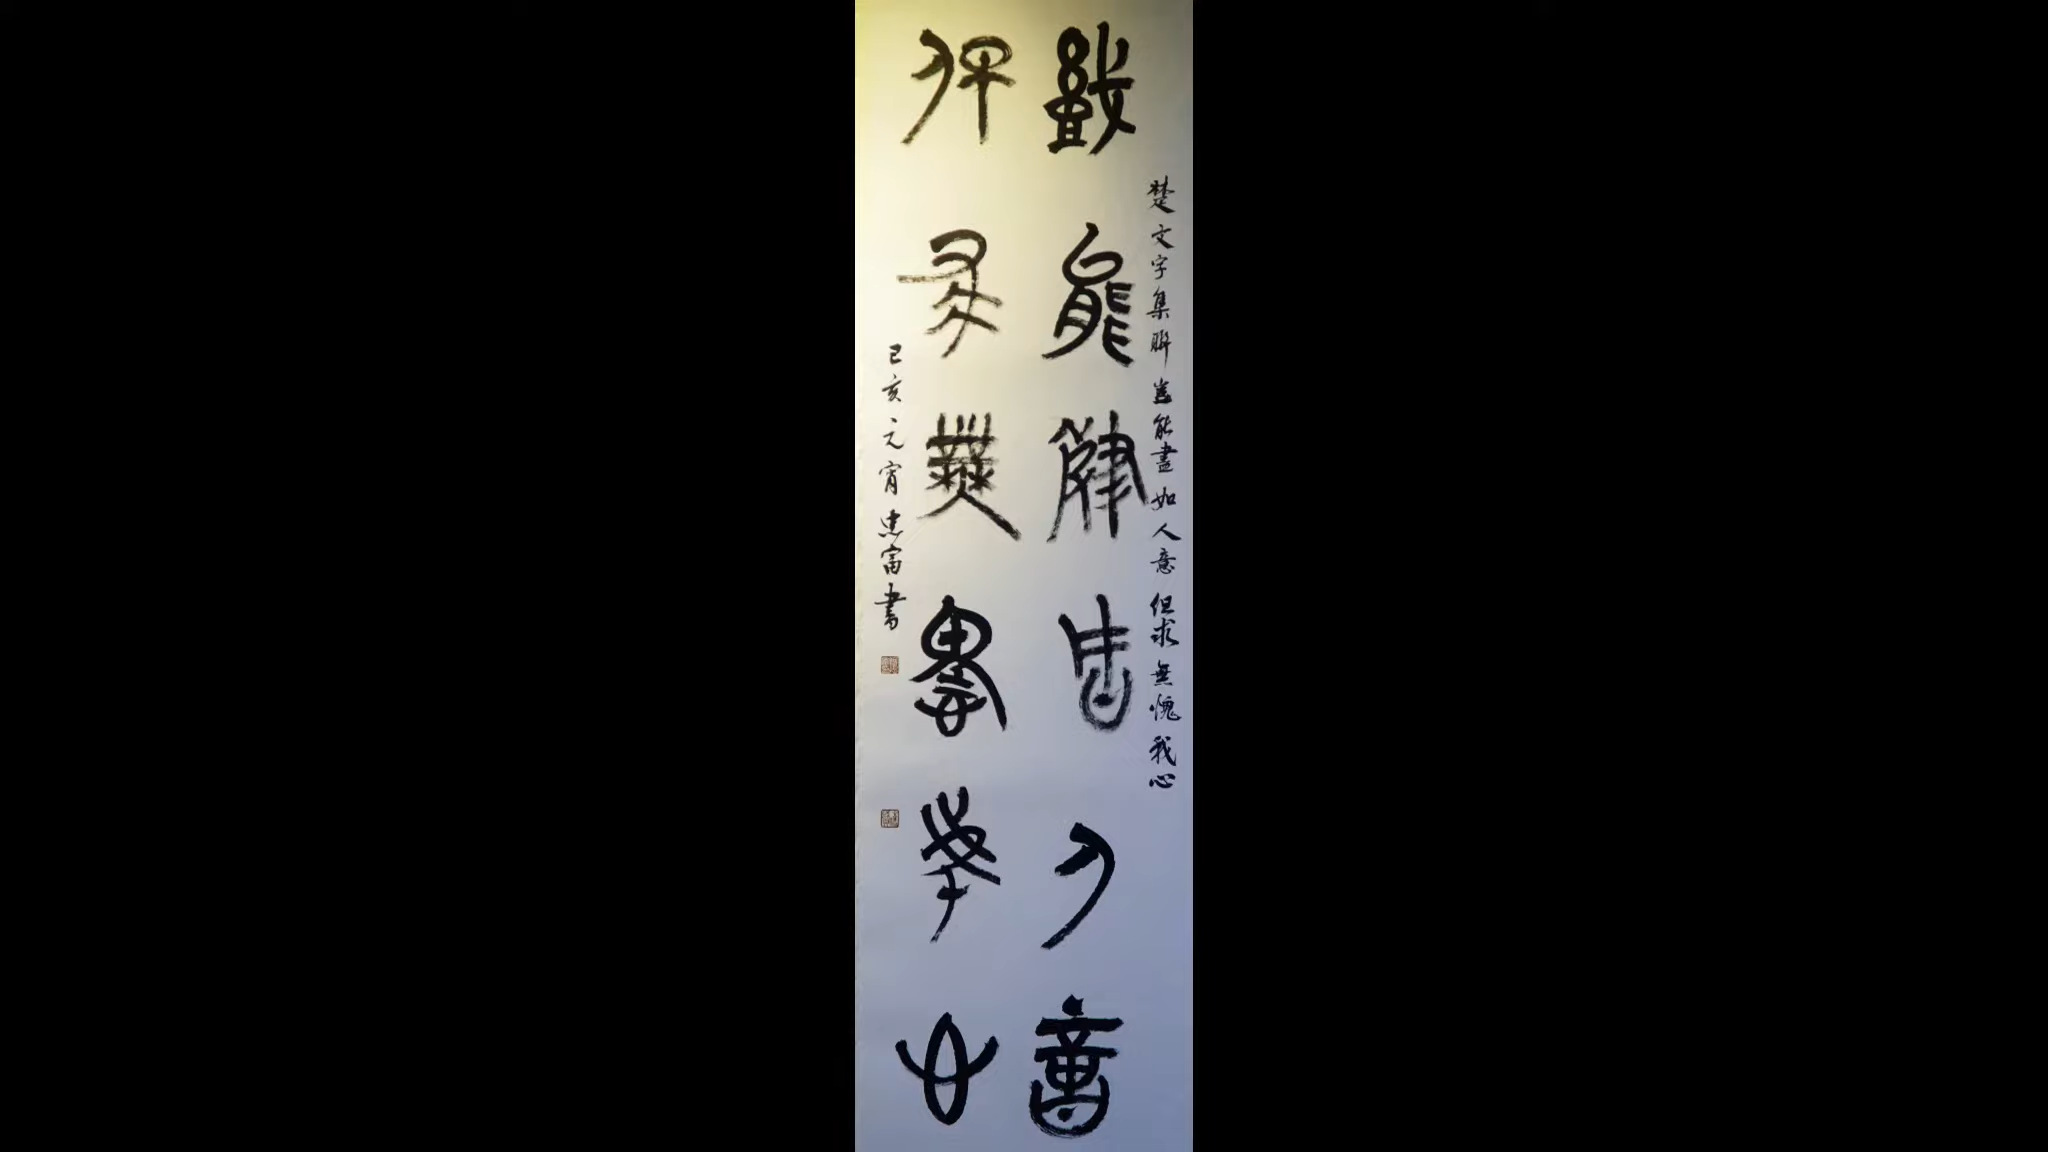 楚文字集聯豈能盡如人意但求無愧我心
豈能盡如人意
但求無愧我心
己亥元宵忠富書